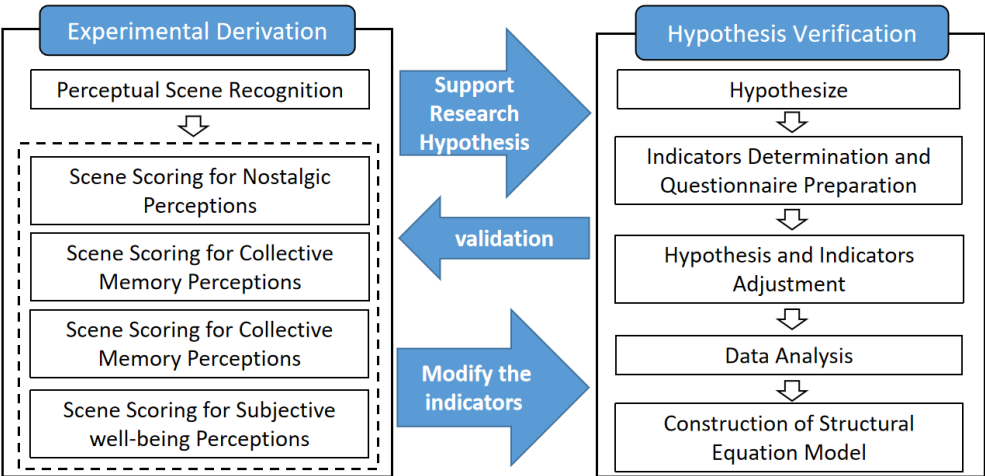 Experimental Derivation
Perceptual Scene Recognition
Scene Scoring for Nostalgic
Perceptions
Scene Scoring for Collective
Memory Perceptions
Scene Scoring for Collective
Memory Perceptions
Scene Scoring for Subjective
well-being Perceptions
Support
Research
Hypothesis
validation
Modify the
indicators
Hypothesis Verification
Hypothesize
Indicators Determination and
Questionnaire Preparation
Hypothesis and Indicators
Adjustment
Data Analysis
Construction of Structural
Equation Model